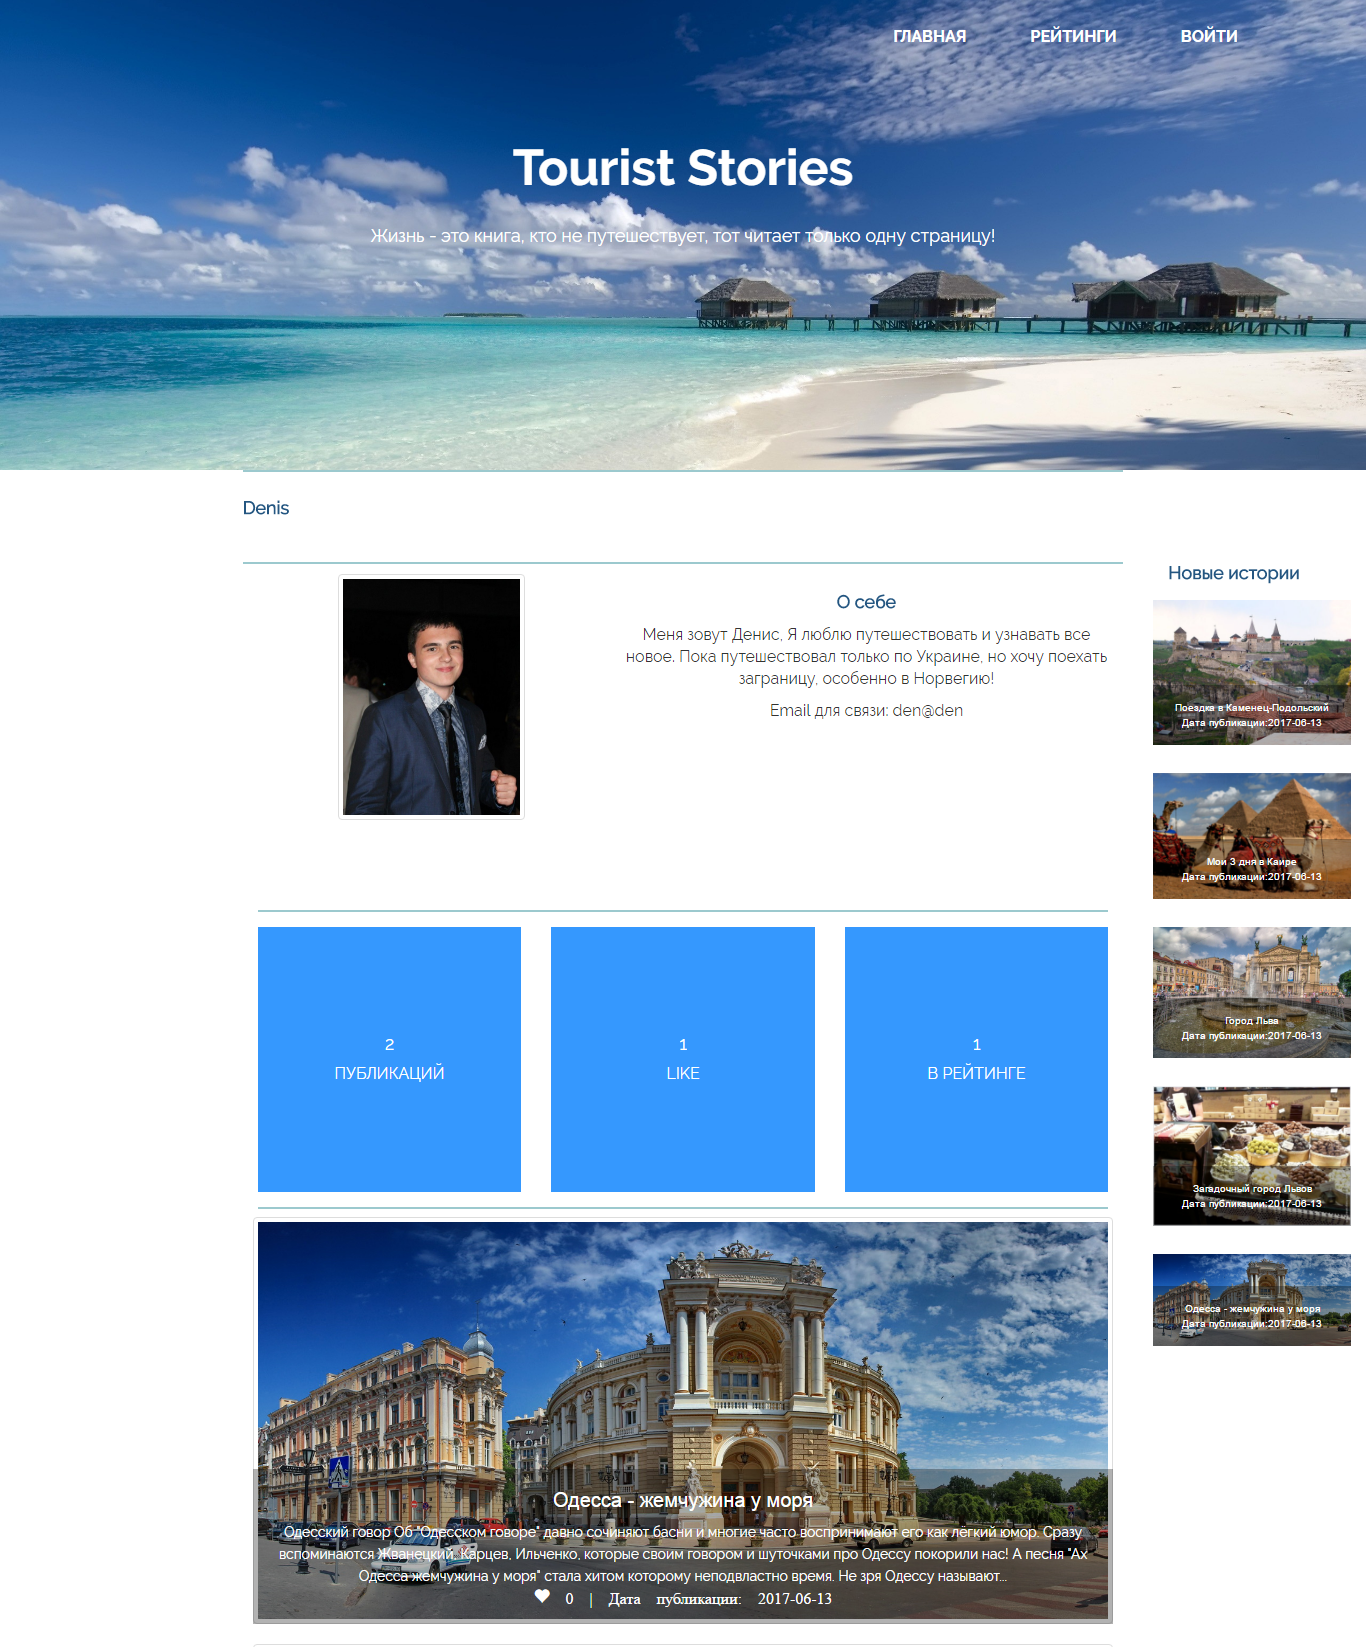 ГЛАВНАЯ РЕЙТИНГИ ВОЙТИ
Tourist Stories
Жизнь - это книга, кто не путешествует, тот читает только одну страницу!
Denis
О себе
Меня зовут Денис, Я люблю путешествовать и узнавать все
новое. Пока путешествовал только по Украине, но хочу поехать
заграницу, особенно в Норвегию!
Email для связи: den@den
2
ПУБЛИКАЦИЙ
1
LIKE
1
В РЕЙТИНГЕ
Одесса - жемчужина у моря
Одесский говор Об "Одесском говоре" давно сочиняют басни и многие часто воспринимают его как лёгкий юмор. Сразу
вспоминаются Жванецкий, Карцев, Ильченко, которые своим говором и шуточками про Одессу покорили нас! А песня "Ах
Одесса жемчужина у моря" стала хитом которому неподвластно время. Не зря Одессу называют...
0 | Дата публикации: 2017-06-13
Новые истории
Поездка в Каменец-Подольский
Дата публикации:2017-06-13
Мои 3 дня в Каире
Дата публикации:2017-06-13
Город Льва
Дата публикации:2017-06-13
Загадочный город Львов
Дата публикации:2017-06-13
Одесса - жемчужина у моря
Дата публикации:2017-06-13